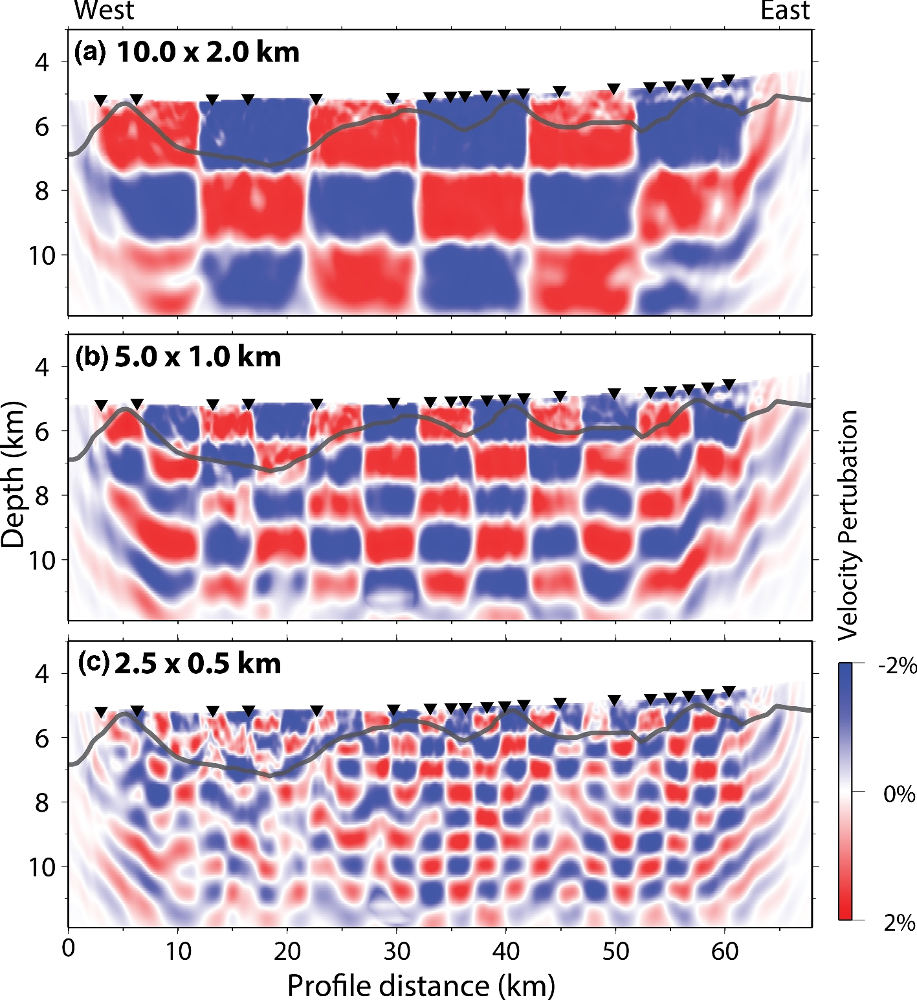 West East
(a) 10.0 x 2.0 km
4
6
8
10
(b) 5.0 x 1.0 km
4
6
8
10
Depth (km)
(c) 2.5 x 0.5 km
4
6
8
10
0 10 20 30 40 50 60
Profile distance (km)
Velocity Pertubation
-2%
0%
2%